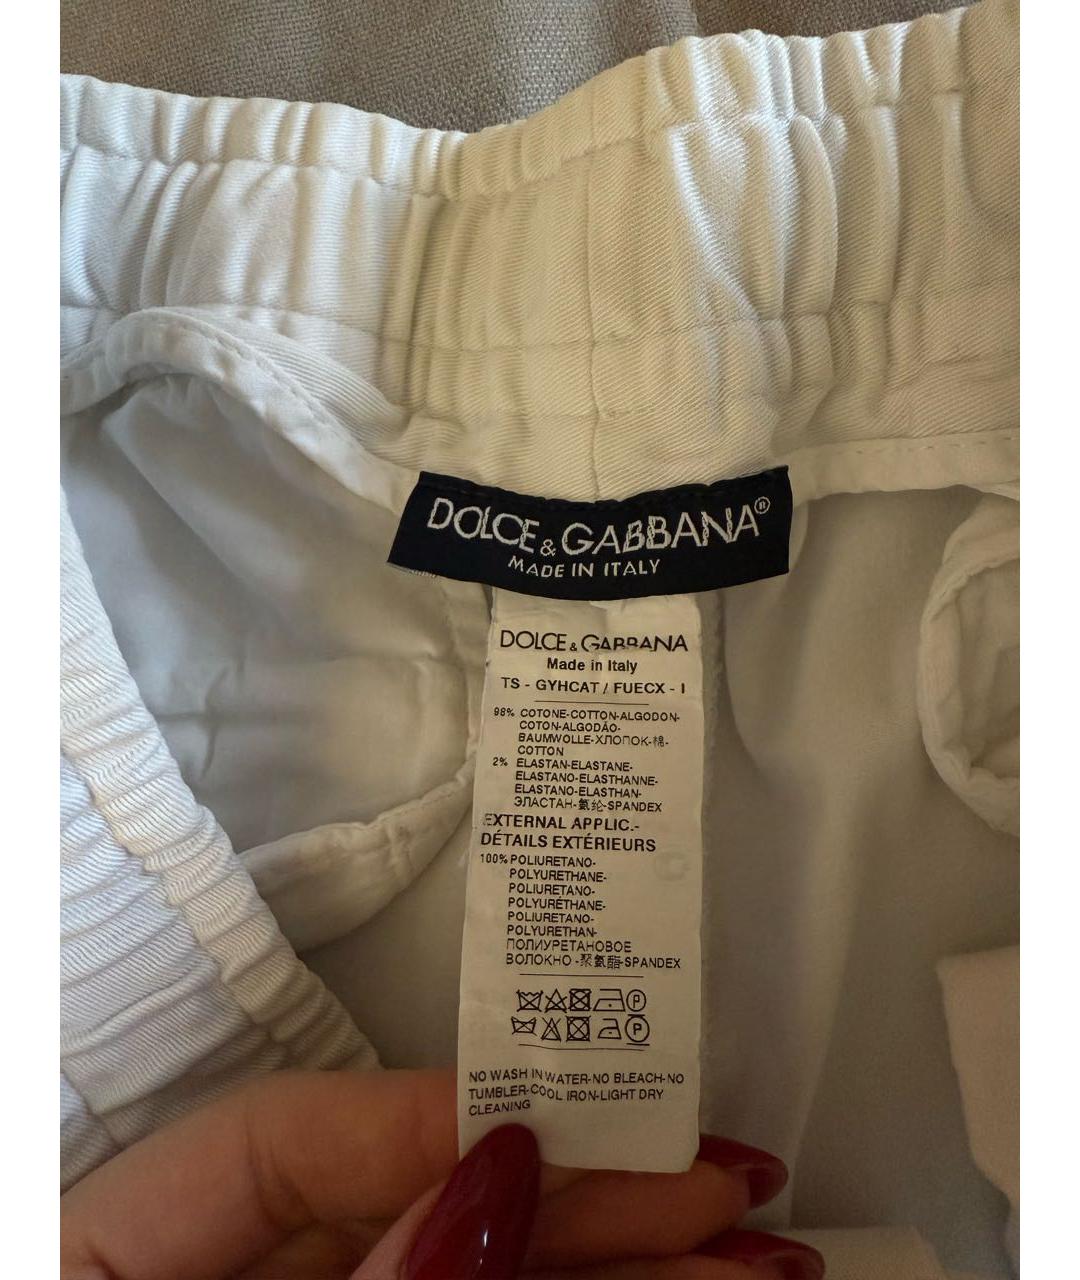 DOLCE & GABBANA®
MADE IN ITALY
DOLCE & GABBANA
Made in Italy
TS - GYHCAT / FUECX - I
98% COTONE-COTTON-ALGODON-
COTON-ALGODÃO-
BAUMWOLLE-ХЛОПОК-棉-
COTTON
2% ELASTAN-ELASTANE-
ELASTANO-ELASTHANNE-
ELASTANO-ELASTHAN-
ЭЛАСТАН-氨纶-SPANDEX
EXTERNAL APPLIC.-
DÉTAILS EXTÉRIEURS
100% POLIURETANO-
POLYURETHANE-
POLIURETANO-
POLYURÉTHANE-
POLIURETANO-
POLYURETHAN-
ПОЛИУРЕТАНОВОЕ
ВОЛОКНО-聚氨酯-SPANDEX
P
P
NO WASH IN WATER-NO BLEACH-NO
TUMBLER-COOL IRON-LIGHT DRY
CLEANING